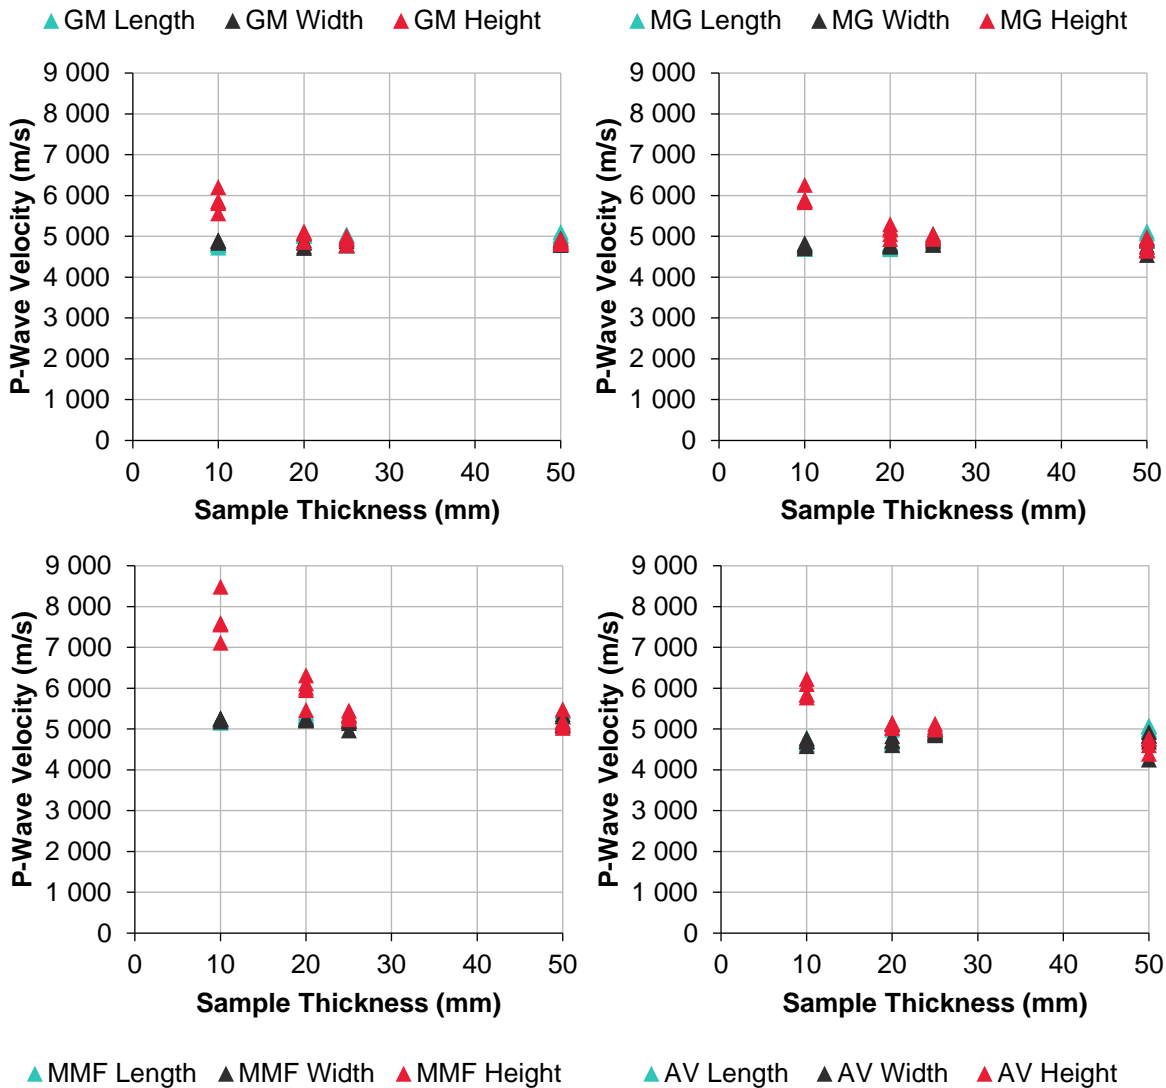 GM Length GM Width GM Height
MG Length MG Width MG Height
9 000
8 000
7 000
6 000
5 000
4 000
3 000
2 000
1 000
0
P-Wave Velocity (m/s)
0 10 20 30 40 50
Sample Thickness (mm)
9 000
8 000
7 000
6 000
5 000
4 000
3 000
2 000
1 000
0
P-Wave Velocity (m/s)
0 10 20 30 40 50
Sample Thickness (mm)
9 000
8 000
7 000
6 000
5 000
4 000
3 000
2 000
1 000
0
P-Wave Velocity (m/s)
0 10 20 30 40 50
Sample Thickness (mm)
9 000
8 000
7 000
6 000
5 000
4 000
3 000
2 000
1 000
0
P-Wave Velocity (m/s)
0 10 20 30 40 50
Sample Thickness (mm)
MMF Length MMF Width MMF Height
AV Length AV Width AV Height